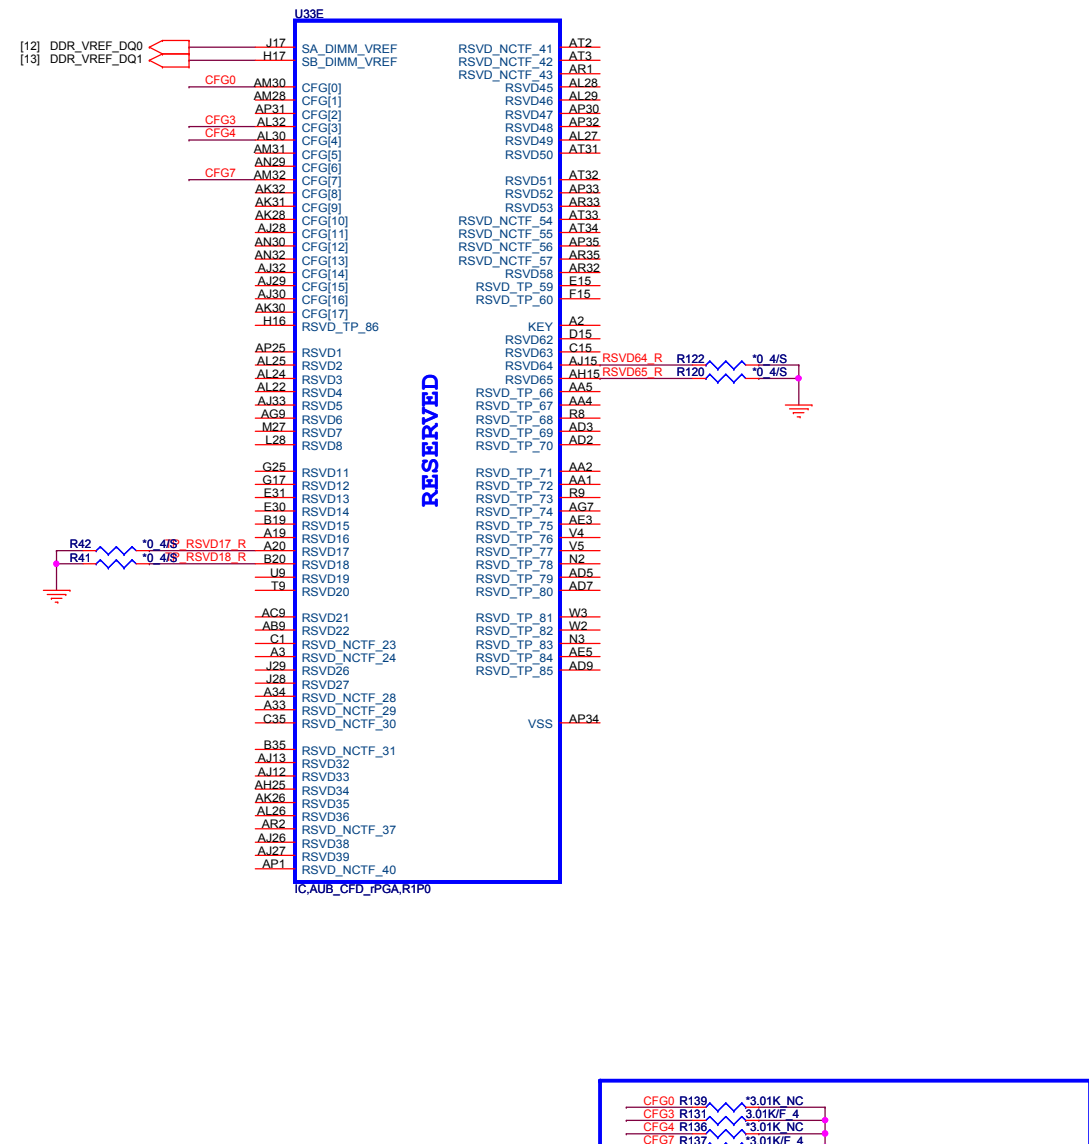 U33E
[12] DDR_VREF_DQ0 J17 SA_DIMM_VREF RSVD_NCTF_41 AT2
[13] DDR_VREF_DQ1 H17 SB_DIMM_VREF RSVD_NCTF_42 AT3
RSVD_NCTF_43 AR1
CFG0 AM30 CFG[0] RSVD45 AL28
AM28 CFG[1] RSVD46 AL29
AP31 CFG[2] RSVD47 AP30
CFG3 AL32 CFG[3] RSVD48 AP32
CFG4 AL30 CFG[4] RSVD49 AL27
AM31 CFG[5] RSVD50 AT31
AN29 CFG[6]
CFG7 AM32 CFG[7] RSVD51 AT32
AK32 CFG[8] RSVD52 AP33
AK31 CFG[9] RSVD53 AR33
AK28 CFG[10] RSVD_NCTF_54 AT33
AJ28 CFG[11] RSVD_NCTF_55 AT34
AN30 CFG[12] RSVD_NCTF_56 AP35
AN32 CFG[13] RSVD_NCTF_57 AR35
AJ32 CFG[14] RSVD58 AR32
AJ29 CFG[15] RSVD_TP_59 E15
AJ30 CFG[16] RSVD_TP_60 F15
AK30 CFG[17]
H16 RSVD_TP_86 KEY A2
RSVD62 D15
AP25 RSVD1 RSVD63 C15
AL25 RSVD2 RSVD64 AJ15 RSVD64_R R122 *0_4/S
AL24 RSVD3 RSVD65 AH15 RSVD65_R R120 *0_4/S
AL22 RSVD4 RSVD_TP_66 AA5
AJ33 RSVD5 RSVD_TP_67 AA4
AG9 RSVD6 RSVD_TP_68 R8
M27 RSVD7 RSVD_TP_69 AD3
L28 RSVD8 RSVD_TP_70 AD2
RESERVED
G25 RSVD11 RSVD_TP_71 AA2
G17 RSVD12 RSVD_TP_72 AA1
E31 RSVD13 RSVD_TP_73 R9
E30 RSVD14 RSVD_TP_74 AG7
B19 RSVD15 RSVD_TP_75 AE3
A19 RSVD16 RSVD_TP_76 V4
R42 *0_4/S TP_RSVD17_R A20 RSVD17 RSVD_TP_77 V5
R41 *0_4/S TP_RSVD18_R B20 RSVD18 RSVD_TP_78 N2
U9 RSVD19 RSVD_TP_79 AD5
T9 RSVD20 RSVD_TP_80 AD7
AC9 RSVD21 RSVD_TP_81 W3
AB9 RSVD22 RSVD_TP_82 W2
C1 RSVD_NCTF_23 RSVD_TP_83 N3
A3 RSVD_NCTF_24 RSVD_TP_84 AE5
J29 RSVD26 RSVD_TP_85 AD9
J28 RSVD27
A34 RSVD_NCTF_28
A33 RSVD_NCTF_29
C35 RSVD_NCTF_30 VSS AP34
B35 RSVD_NCTF_31
AJ13 RSVD32
AJ12 RSVD33
AH25 RSVD34
AK26 RSVD35
AL26 RSVD36
AR2 RSVD_NCTF_37
AJ26 RSVD38
AJ27 RSVD39
AP1 RSVD_NCTF_40
IC,AUB_CFD_rPGA,R1P0
CFG0 R139 *3.01K_NC
CFG3 R131 3.01K/F_4
CFG4 R136 *3.01K_NC
CFG7 R137 *3.01K/F_4